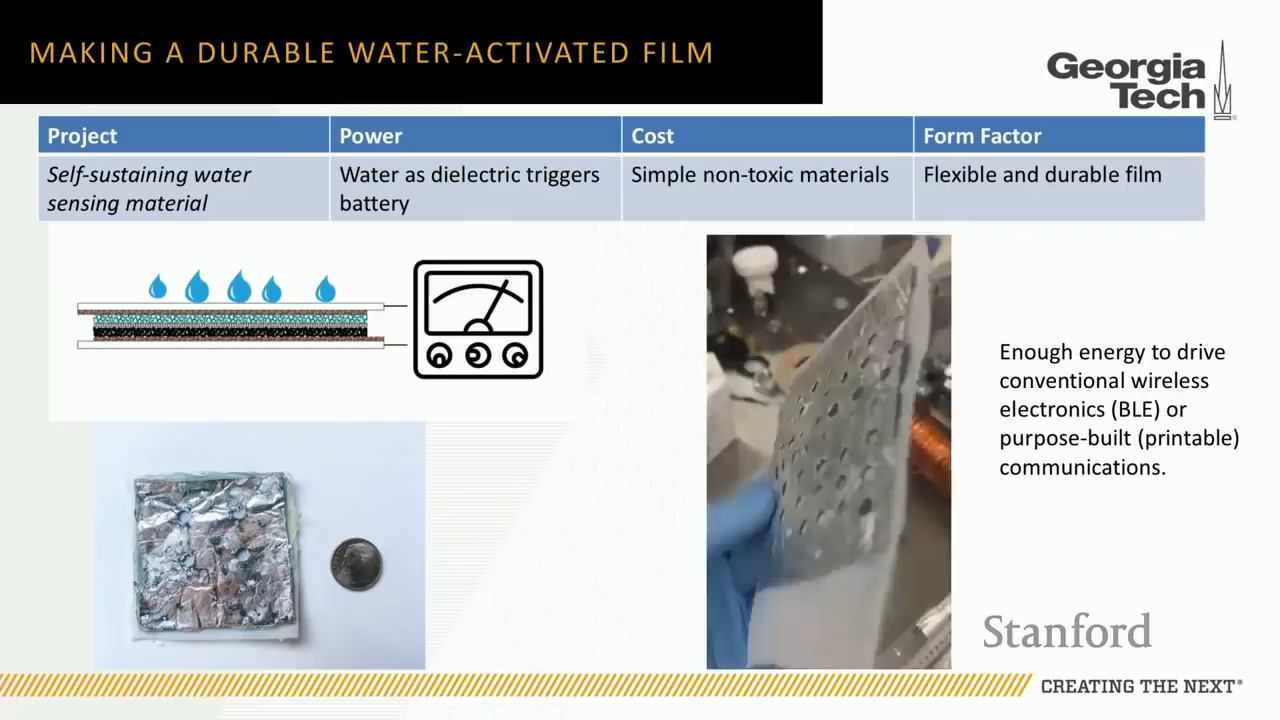 MAKING A DURABLE WATER-ACTIVATED FILM
Georgia
Tech
Project
Power
Cost
Form Factor
Self-sustaining water
sensing material
Water as dielectric triggers
battery
Simple non-toxic materials
Flexible and durable film
Enough energy to drive
conventional wireless
electronics (BLE) or
purpose-built (printable)
communications.
Stanford
CREATING THE NEXT®